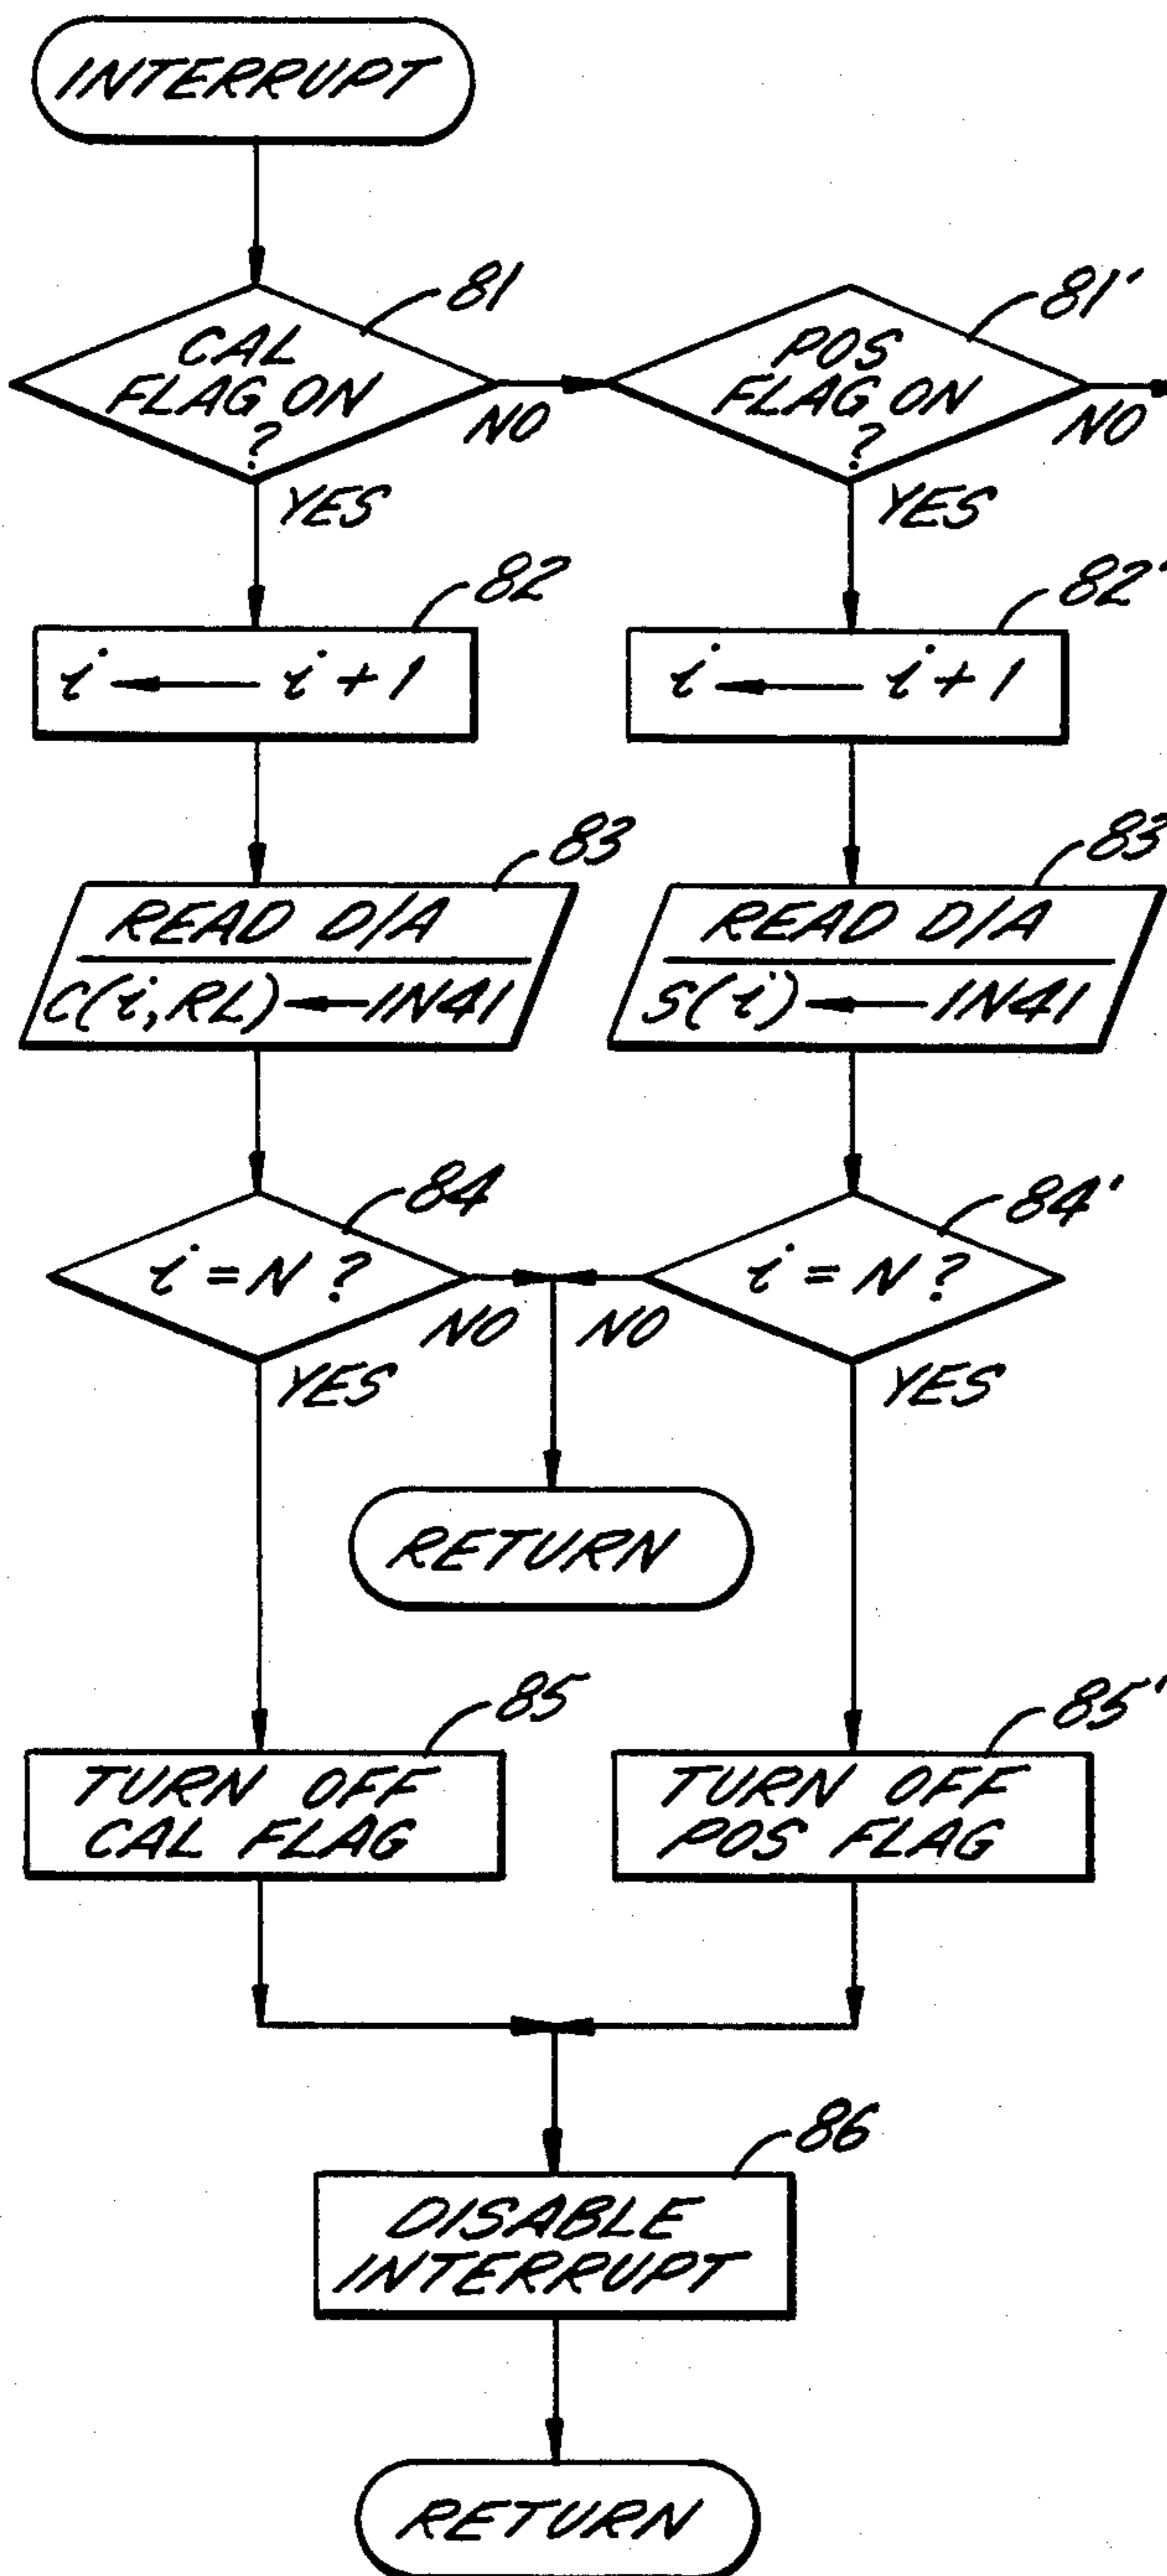 INTERRUPT
81
81'
CAL
FLAG ON
?
NO
YES
POS
FLAG ON
?
NO
YES
82
i ← i + 1
82'
i ← i + 1
83
READ D/A
C(i,RL) ← IN41
83
READ D/A
S(i) ← IN41
84
i = N ?
NO
YES
84'
i = N ?
NO
YES
RETURN
85
TURN OFF
CAL FLAG
85'
TURN OFF
POS FLAG
86
DISABLE
INTERRUPT
RETURN